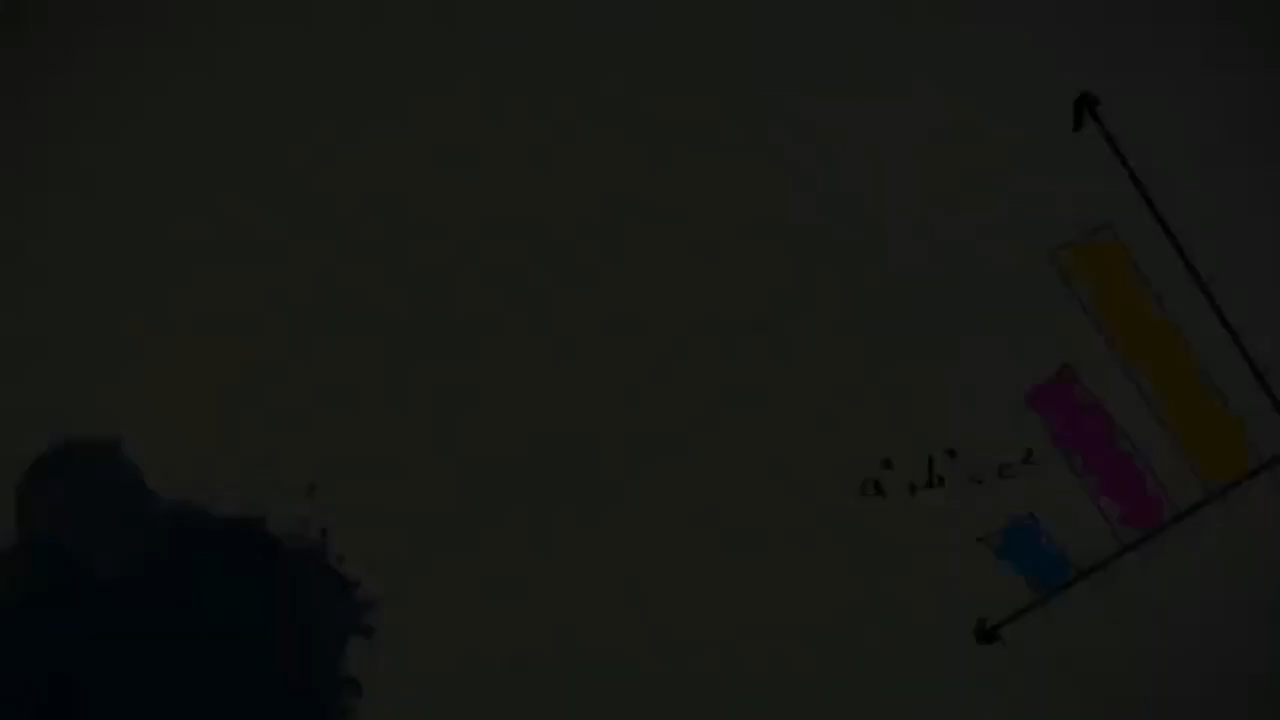 a² + b² = c²